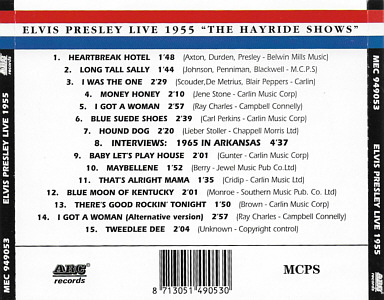 ELVIS PRESLEY LIVE 1955 "THE HAYRIDE SHOWS"
1. HEARTBREAK HOTEL 1'48 (Axton, Durden, Presley - Belwin Mills Music)
2. LONG TALL SALLY 1'44 (Johnson, Penniman, Blackwell - M.C.P.S)
3. I WAS THE ONE 2'29 (Scouder, De Metrius, Blair Peppers - Carlin)
4. MONEY HONEY 2'10 (Jene Stone - Carlin Music Corp)
5. I GOT A WOMAN 2'57 (Ray Charles - Campbell Connelly)
6. BLUE SUEDE SHOES 2'39 (Carl Perkins - Carlin Music Corp)
7. HOUND DOG 2'20 (Lieber Stoller - Chappell Morris Ltd)
8. INTERVIEWS: 1965 IN ARKANSAS 4'37
9. BABY LET'S PLAY HOUSE 2'01 (Gunter - Carlin Music Corp)
10. MAYBELLENE 1'52 (Berry - Jewel Music Pub Co.Ltd)
11. THAT'S ALRIGHT MAMA 1'35 (Cridip - Carlin Music Corp)
12. BLUE MOON OF KENTUCKY 2'01 (Monroe - Southern Music Pub. Co. Ltd)
13. THERE'S GOOD ROCKIN' TONIGHT 1'50 (Brown - Carlin Music Corp)
14. I GOT A WOMAN (Alternative version) 2'57 (Ray Charles - Campbell Connelly)
15. TWEEDLEE DEE 2'04 (Unknown - Copyright control)
ARC
records
8 713051 490530
MCPS
MEC 949053
ELVIS PRESLEY LIVE 1955
ARC
records
ARC
records
ELVIS PRESLEY LIVE 1955
MEC 949053